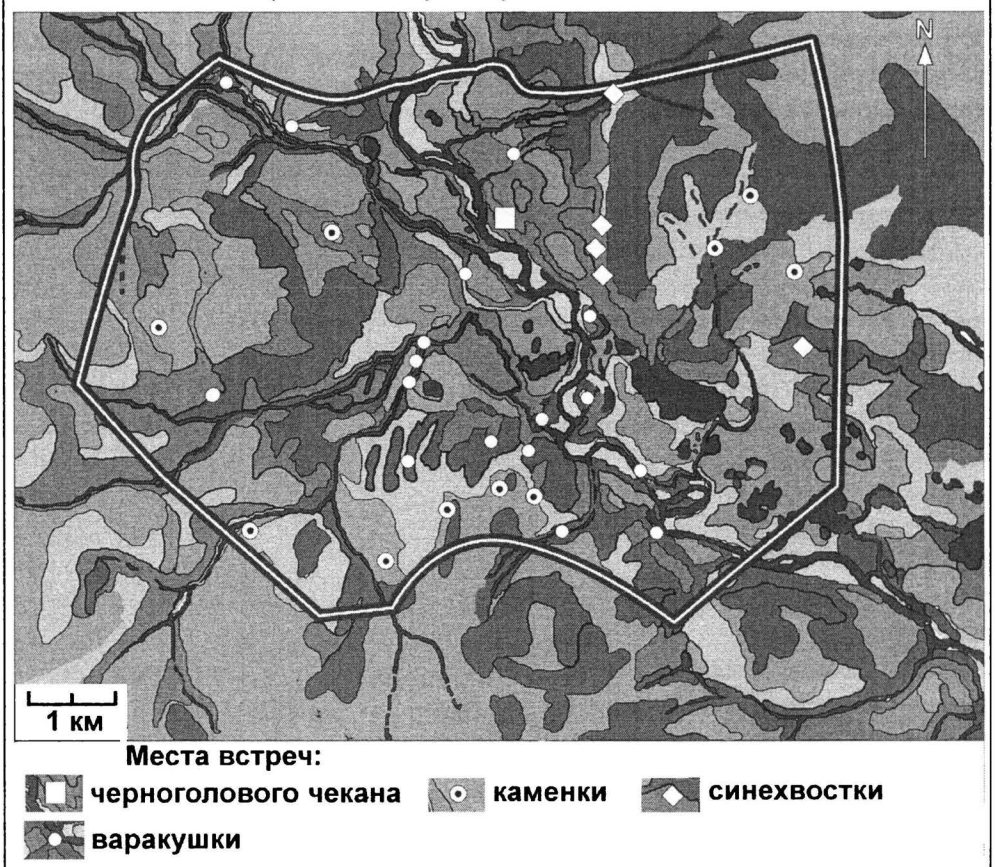 N
1 км
Места встреч:
черноголового чекана каменки синехвостки
варакушки